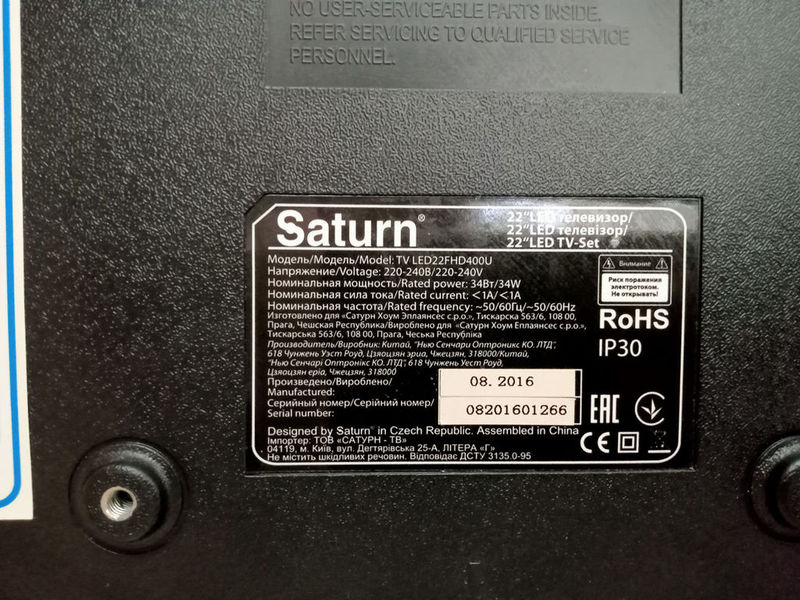 NO USER-SERVICEABLE PARTS INSIDE.
REFER SERVICING TO QUALIFIED SERVICE
PERSONNEL.
Saturn®
22“LED телевизор/
22“LED телевізор/
22“LED TV-Set
Модель/Модель/Model: TV LED22FHD400U
Напряжение/Voltage: 220-240В/220-240V
Номинальная мощность/Rated power: 34Вт/34W
Номинальная сила тока/Rated current: <1A/<1A
Номинальная частота/Rated frequency: ~50/60Гц/~50/60Hz
Изготовлено для «Сатурн Хоум Эплаянсес с.р.о.», Тискарска 563/6, 108 00,
Прага, Чешская Республика/Вироблено для «Сатурн Хоум Еплаянсес с.р.о.»,
Тискарська 563/6, 108 00, Прага, Чеська Республіка
Производитель/Виробник: Китай, “Нью Сенчари Оптроникс КО. ЛТД”,
618 Чунжень Уэст Роуд, Цзяоцзян эриа, Чжецзян, 318000/Китай,
“Нью Сенчарі Оптронікс КО. ЛТД”, 618 Чунжень Уест Роуд,
Цзяоцзян еріа, Чжецзян, 318000
Произведено/Вироблено/
Manufactured:
08. 2016
Серийный номер/Серійний номер/
Serial number:
08201601266
Designed by Saturn® in Czech Republic. Assembled in China
Імпортер: ТОВ «САТУРН - ТВ»
04119, м. Київ, вул. Дегтярівська 25-А, ЛІТЕРА «Г»
Не містить шкідливих речовин. Відповідає ДСТУ 3135.0-95
Внимание
Риск поражения
электротоком.
Не открывать!
RoHS
IP30
EAC
CE